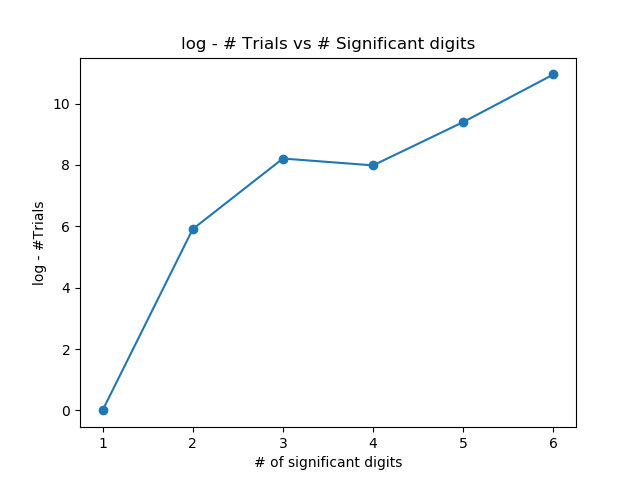 log - # Trials vs # Significant digits
log - #Trials
10
8
6
4
2
0
1 2 3 4 5 6
# of significant digits